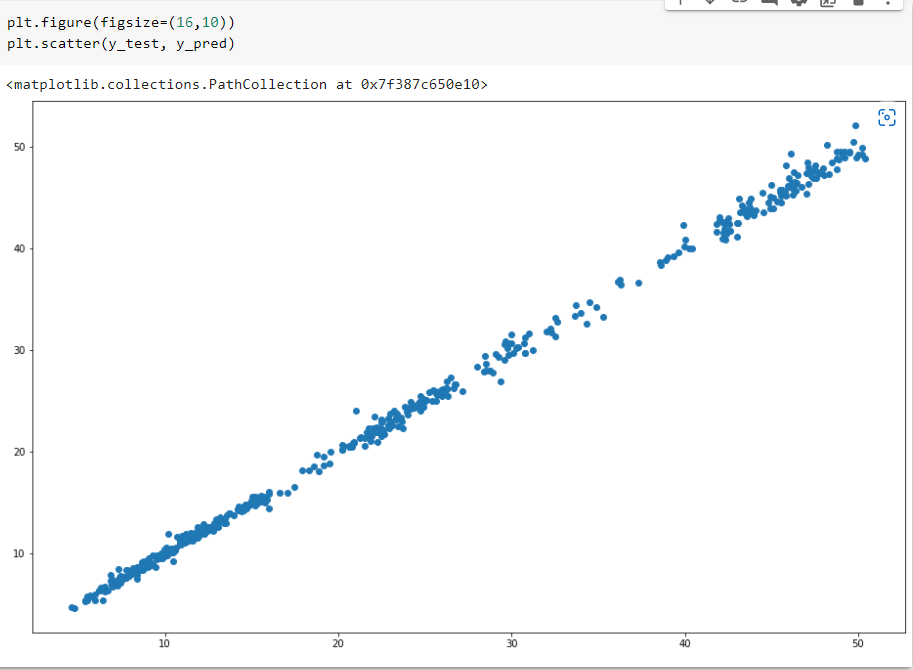 plt.figure(figsize=(16,10))
plt.scatter(y_test, y_pred)
<matplotlib.collections.PathCollection at 0x7f387c650e10>
50
40
30
20
10
10 20 30 40 50